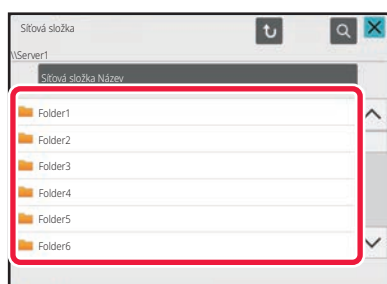 Síťová složka
\\Server1
Síťová složka Název
Folder1
Folder2
Folder3
Folder4
Folder5
Folder6